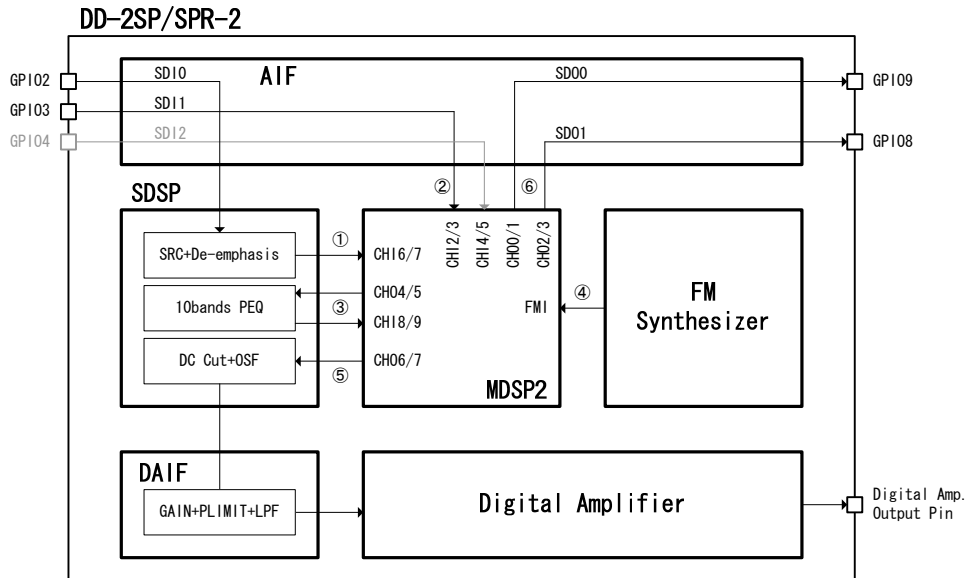 DD-2SP/SPR-2
AIF
GPIO2
SDI0
SDO0
GPIO9
GPIO3
SDI1
GPIO4
SDI2
SDO1
GPIO8
②
⑥
SDSP
SRC+De-emphasis
①
CHI6/7
CHI2/3
CHI4/5
CHO0/1
CHO2/3
10bands PEQ
CHO4/5
③
CHI8/9
FMI
④
FM
Synthesizer
DC Cut+OSF
CHO6/7
⑤
MDSP2
DAIF
GAIN+PLIMIT+LPF
Digital Amplifier
Digital Amp.
Output Pin